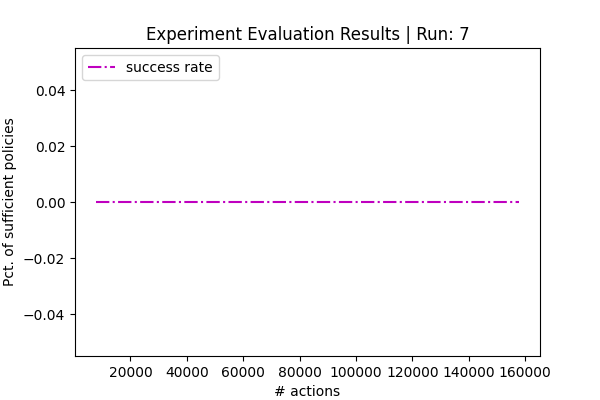 Experiment Evaluation Results | Run: 7
success rate
Pct. of sufficient policies
0.04
0.02
0.00
−0.02
−0.04
20000 40000 60000 80000 100000 120000 140000 160000
# actions